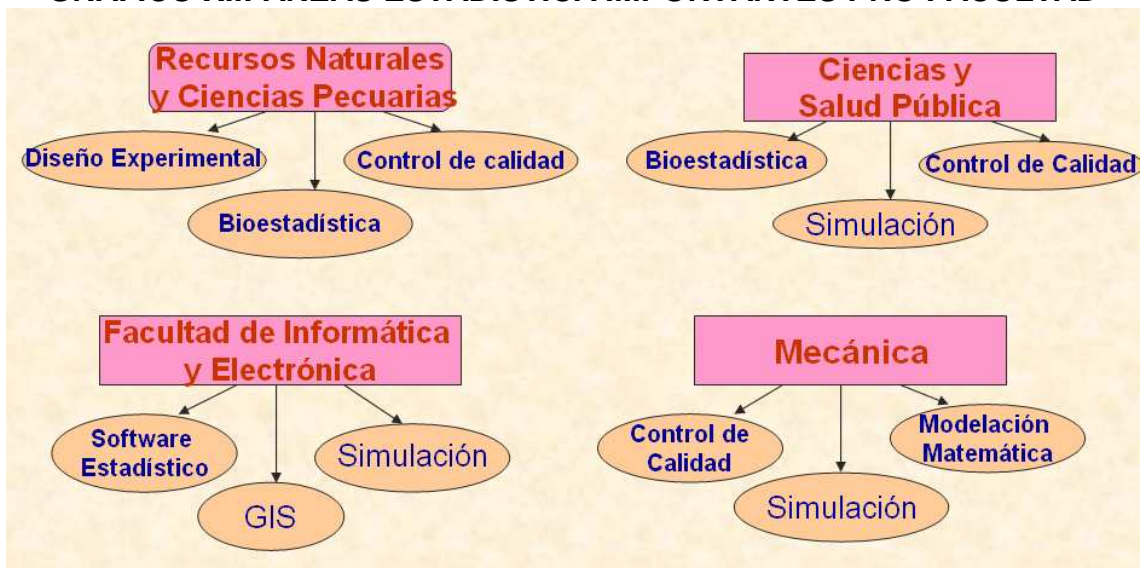 Recursos Naturales
y Ciencias Pecuarias
Diseño Experimental
Control de calidad
Bioestadística
Ciencias y
Salud Pública
Bioestadística
Control de Calidad
Simulación
Facultad de Informática
y Electrónica
Software
Estadístico
Simulación
GIS
Mecánica
Control de
Calidad
Modelación
Matemática
Simulación